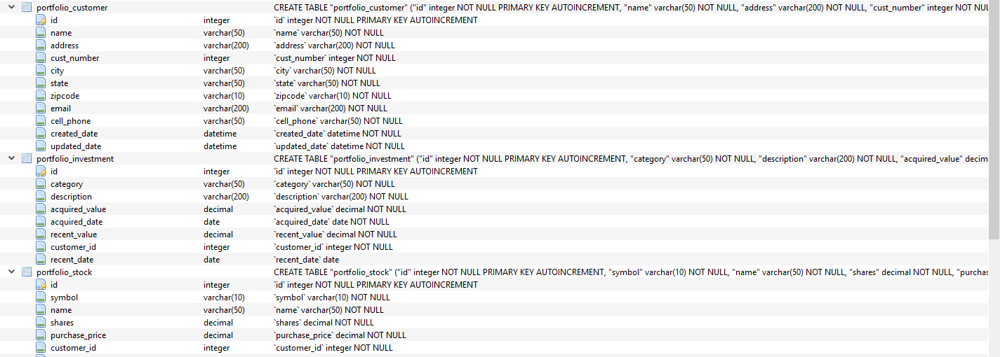 portfolio_customer CREATE TABLE "portfolio_customer" ("id" integer NOT NULL PRIMARY KEY AUTOINCREMENT, "name" varchar(50) NOT NULL, "address" varchar(200) NOT NULL, "cust_number" integer NOT NUL
id integer `id` integer NOT NULL PRIMARY KEY AUTOINCREMENT
name varchar(50) `name` varchar(50) NOT NULL
address varchar(200) `address` varchar(200) NOT NULL
cust_number integer `cust_number` integer NOT NULL
city varchar(50) `city` varchar(50) NOT NULL
state varchar(50) `state` varchar(50) NOT NULL
zipcode varchar(10) `zipcode` varchar(10) NOT NULL
email varchar(200) `email` varchar(200) NOT NULL
cell_phone varchar(50) `cell_phone` varchar(50) NOT NULL
created_date datetime `created_date` datetime NOT NULL
updated_date datetime `updated_date` datetime NOT NULL
portfolio_investment CREATE TABLE "portfolio_investment" ("id" integer NOT NULL PRIMARY KEY AUTOINCREMENT, "category" varchar(50) NOT NULL, "description" varchar(200) NOT NULL, "acquired_value" decim
id integer `id` integer NOT NULL PRIMARY KEY AUTOINCREMENT
category varchar(50) `category` varchar(50) NOT NULL
description varchar(200) `description` varchar(200) NOT NULL
acquired_value decimal `acquired_value` decimal NOT NULL
acquired_date date `acquired_date` date NOT NULL
recent_value decimal `recent_value` decimal NOT NULL
customer_id integer `customer_id` integer NOT NULL
recent_date date `recent_date` date
portfolio_stock CREATE TABLE "portfolio_stock" ("id" integer NOT NULL PRIMARY KEY AUTOINCREMENT, "symbol" varchar(10) NOT NULL, "name" varchar(50) NOT NULL, "shares" decimal NOT NULL, "purchas
id integer `id` integer NOT NULL PRIMARY KEY AUTOINCREMENT
symbol varchar(10) `symbol` varchar(10) NOT NULL
name varchar(50) `name` varchar(50) NOT NULL
shares decimal `shares` decimal NOT NULL
purchase_price decimal `purchase_price` decimal NOT NULL
customer_id integer `customer_id` integer NOT NULL